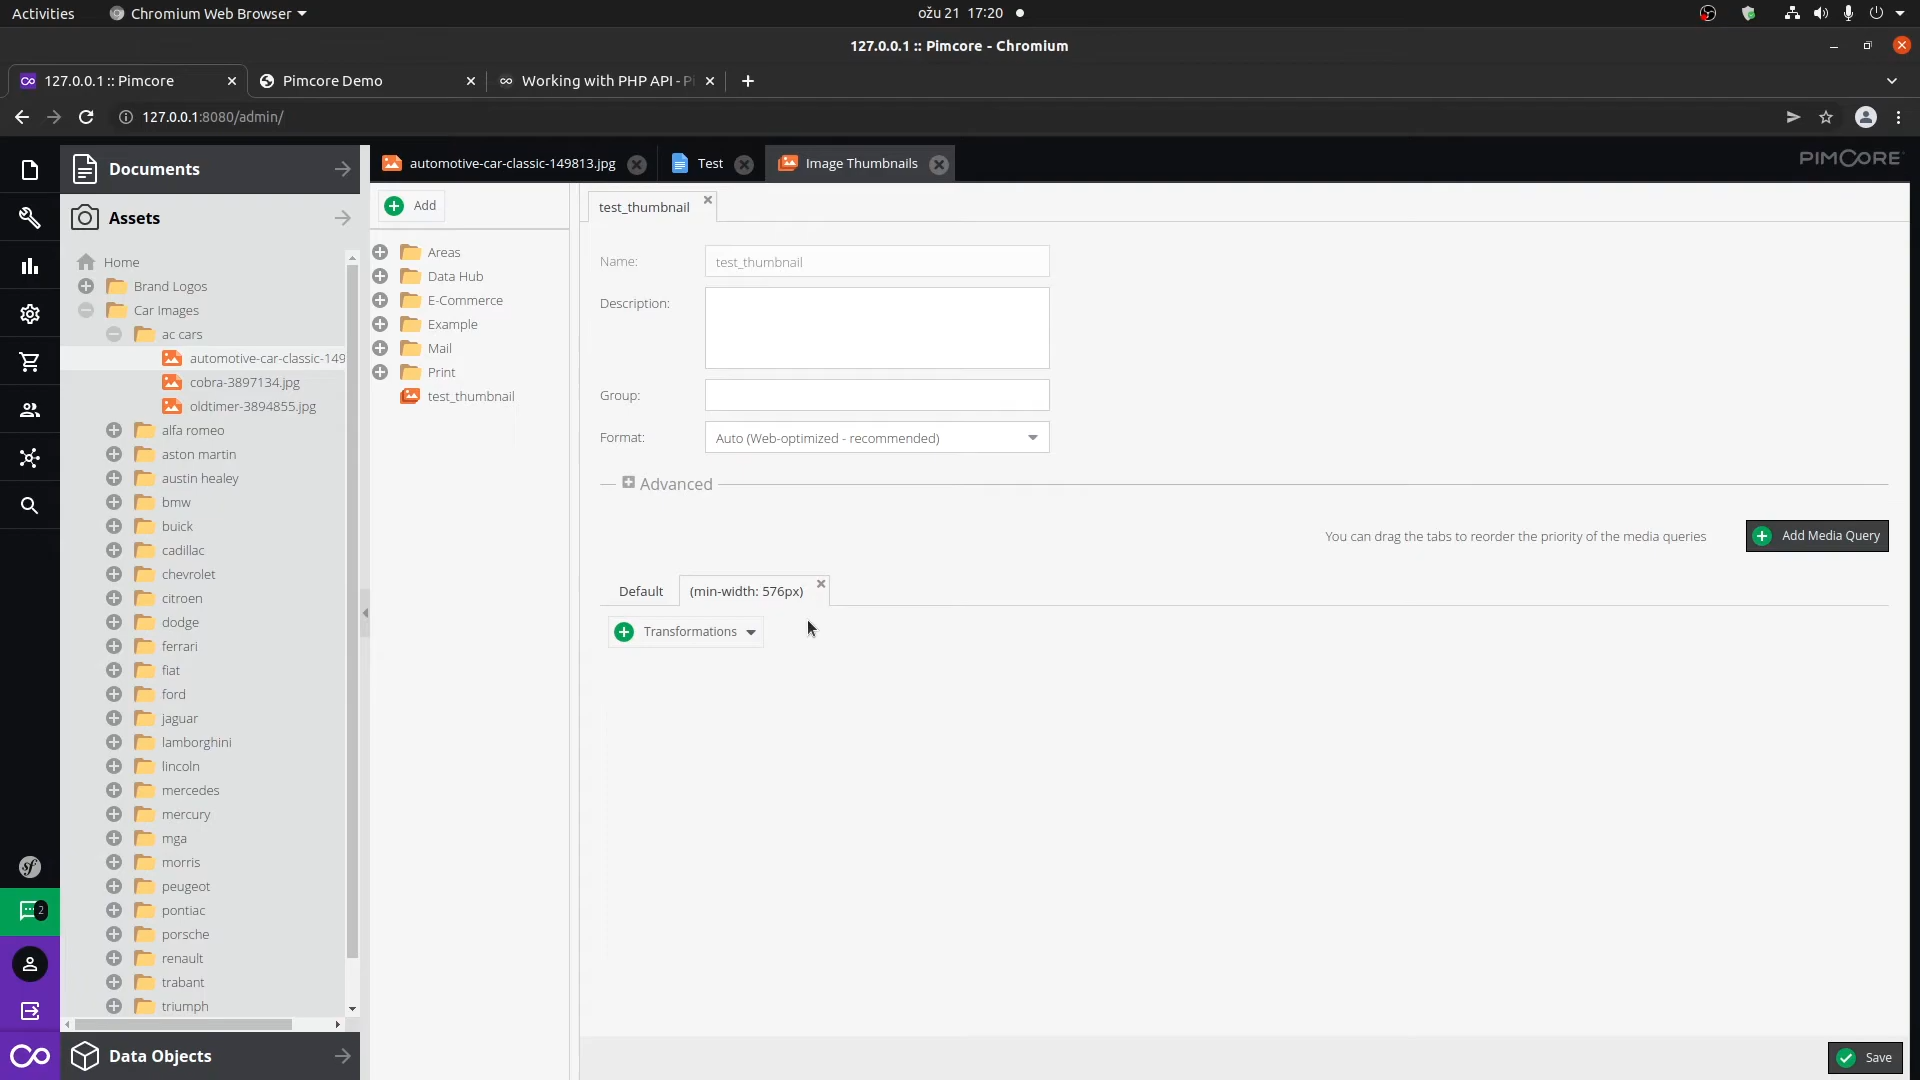 Activities
Chromium Web Browser
ožu 21 17:20
127.0.0.1 :: Pimcore - Chromium
127.0.0.1 :: Pimcore
Pimcore Demo
Working with PHP API - Pi
127.0.0.1:8080/admin/
Documents
automotive-car-classic-149813.jpg
Test
Image Thumbnails
PIMCORE
Assets
Home
Brand Logos
Car Images
ac cars
automotive-car-classic-149
cobra-3897134.jpg
oldtimer-3894855.jpg
alfa romeo
aston martin
austin healey
bmw
buick
cadillac
chevrolet
citroen
dodge
ferrari
fiat
ford
jaguar
lamborghini
lincoln
mercedes
mercury
mga
morris
peugeot
pontiac
porsche
renault
trabant
triumph
Data Objects
sf
2
Add
Areas
Data Hub
E-Commerce
Example
Mail
Print
test_thumbnail
test_thumbnail
Name:
test_thumbnail
Description:
Group:
Format:
Auto (Web-optimized - recommended)
Advanced
You can drag the tabs to reorder the priority of the media queries
Add Media Query
Default
(min-width: 576px)
Transformations
Save